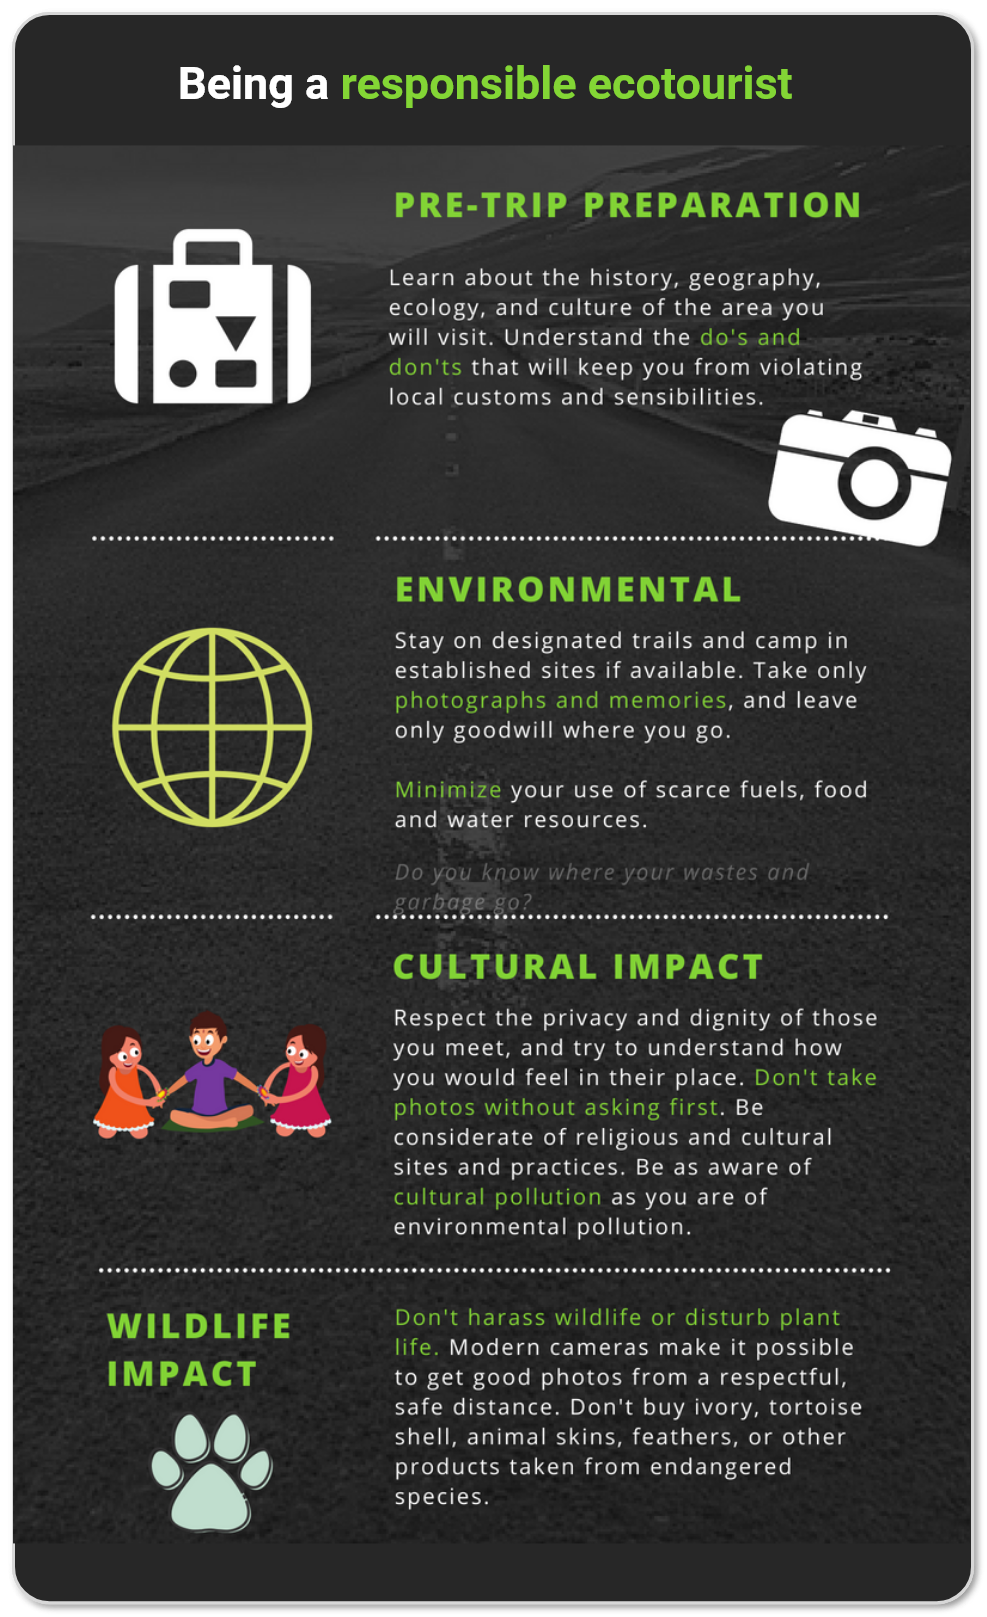 Being a responsible ecotourist
PRE-TRIP PREPARATION
Learn about the history, geography,
ecology, and culture of the area you
will visit. Understand the do's and
don'ts that will keep you from violating
local customs and sensibilities.
ENVIRONMENTAL
Stay on designated trails and camp in
established sites if available. Take only
photographs and memories, and leave
only goodwill where you go.
Minimize your use of scarce fuels, food
and water resources.
Do you know where your wastes and
garbage go?
CULTURAL IMPACT
Respect the privacy and dignity of those
you meet, and try to understand how
you would feel in their place. Don't take
photos without asking first. Be
considerate of religious and cultural
sites and practices. Be as aware of
cultural pollution as you are of
environmental pollution.
WILDLIFE
IMPACT
Don't harass wildlife or disturb plant
life. Modern cameras make it possible
to get good photos from a respectful,
safe distance. Don't buy ivory, tortoise
shell, animal skins, feathers, or other
products taken from endangered
species.